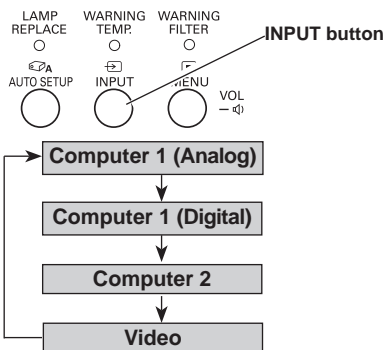 LAMP REPLACE
WARNING TEMP.
WARNING FILTER
INPUT button
A
AUTO SETUP
INPUT
MENU
VOL
–
Computer 1 (Analog)
Computer 1 (Digital)
Computer 2
Video